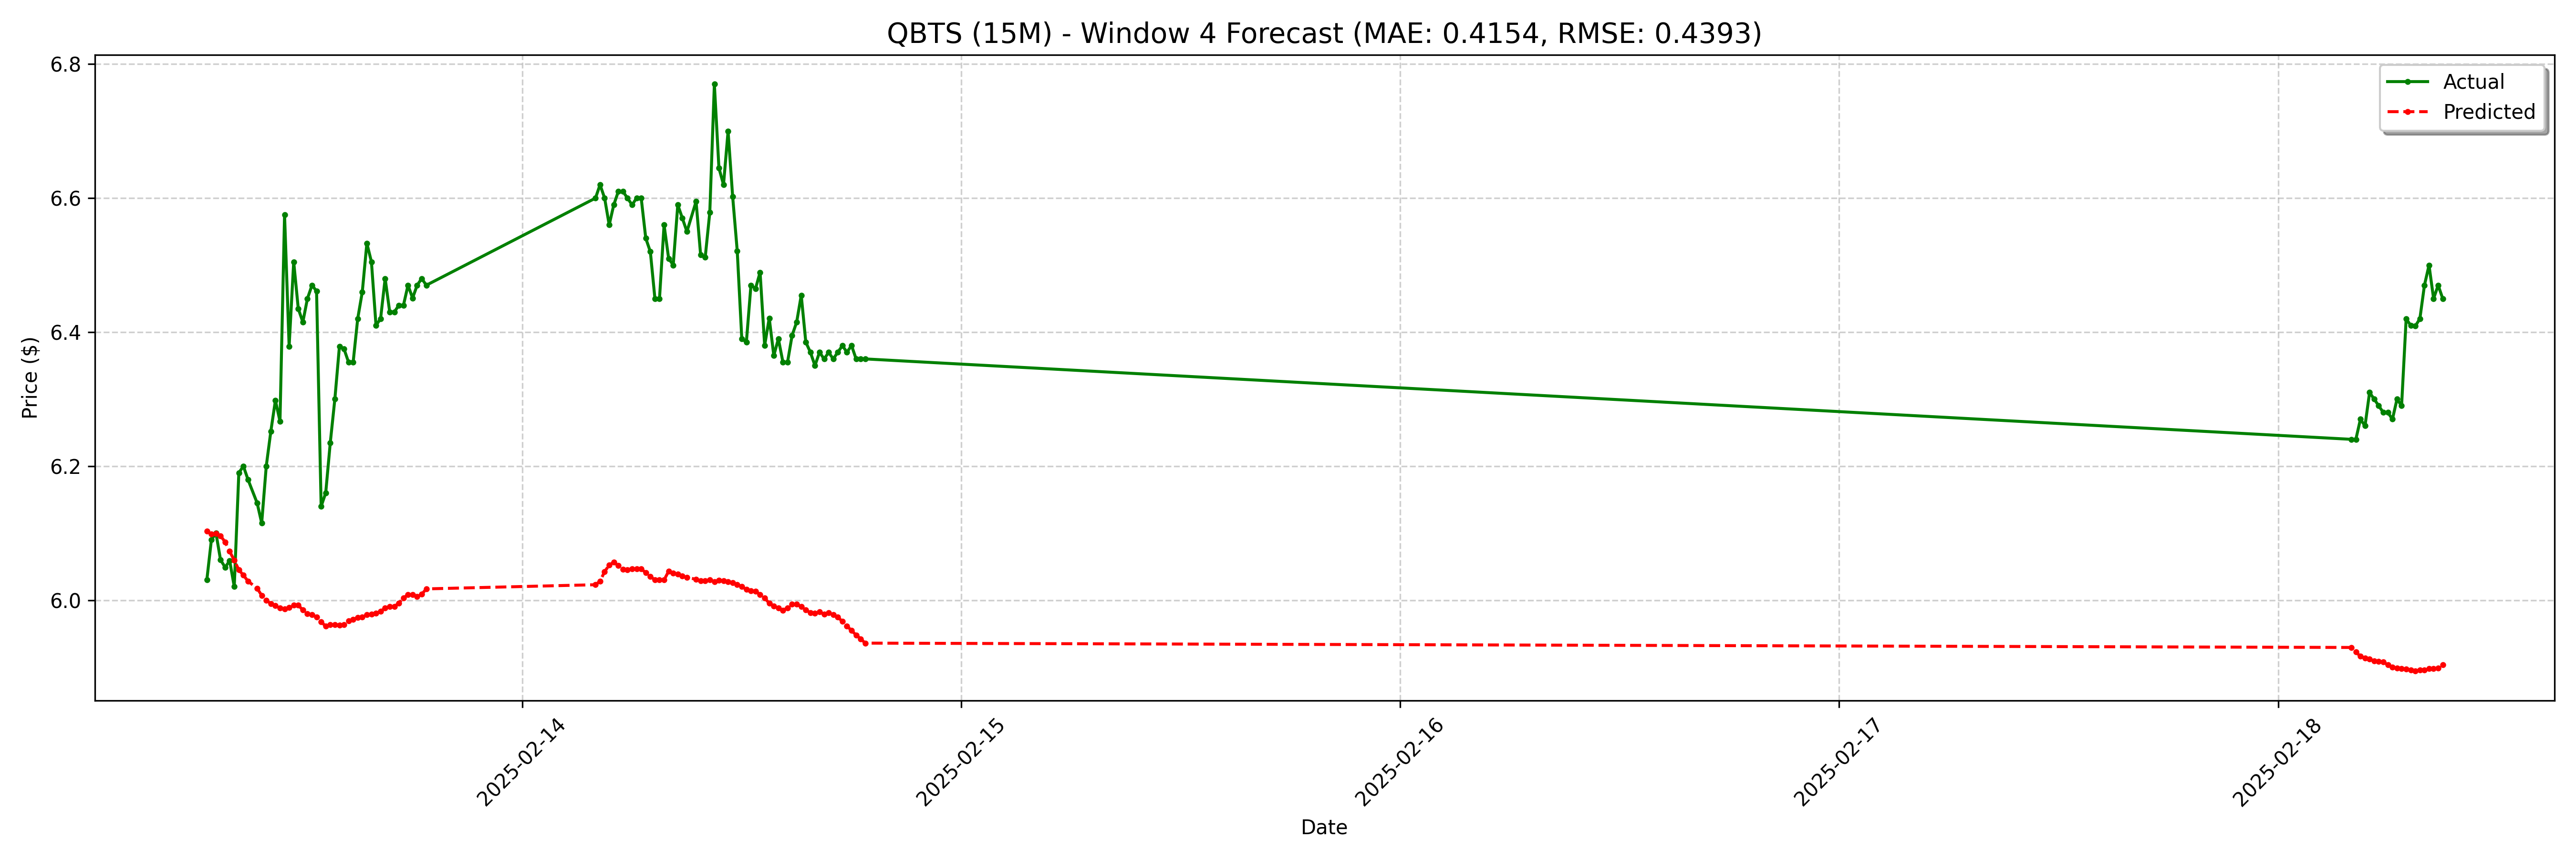 QBTS (15M) - Window 4 Forecast (MAE: 0.4154, RMSE: 0.4393)
Actual
Predicted
Price ($)
6.8
6.6
6.4
6.2
6.0
2025-02-14
2025-02-15
2025-02-16
2025-02-17
2025-02-18
Date